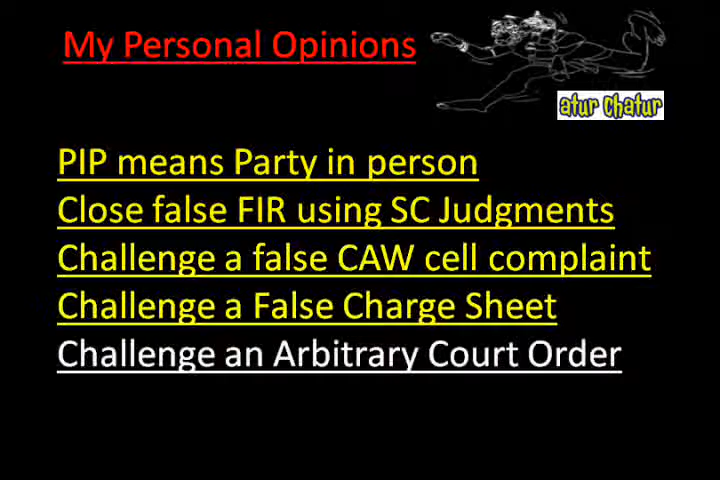 My Personal Opinions
atur chatur
PIP means Party in person
Close false FIR using SC Judgments
Challenge a false CAW cell complaint
Challenge a False Charge Sheet
Challenge an Arbitrary Court Order